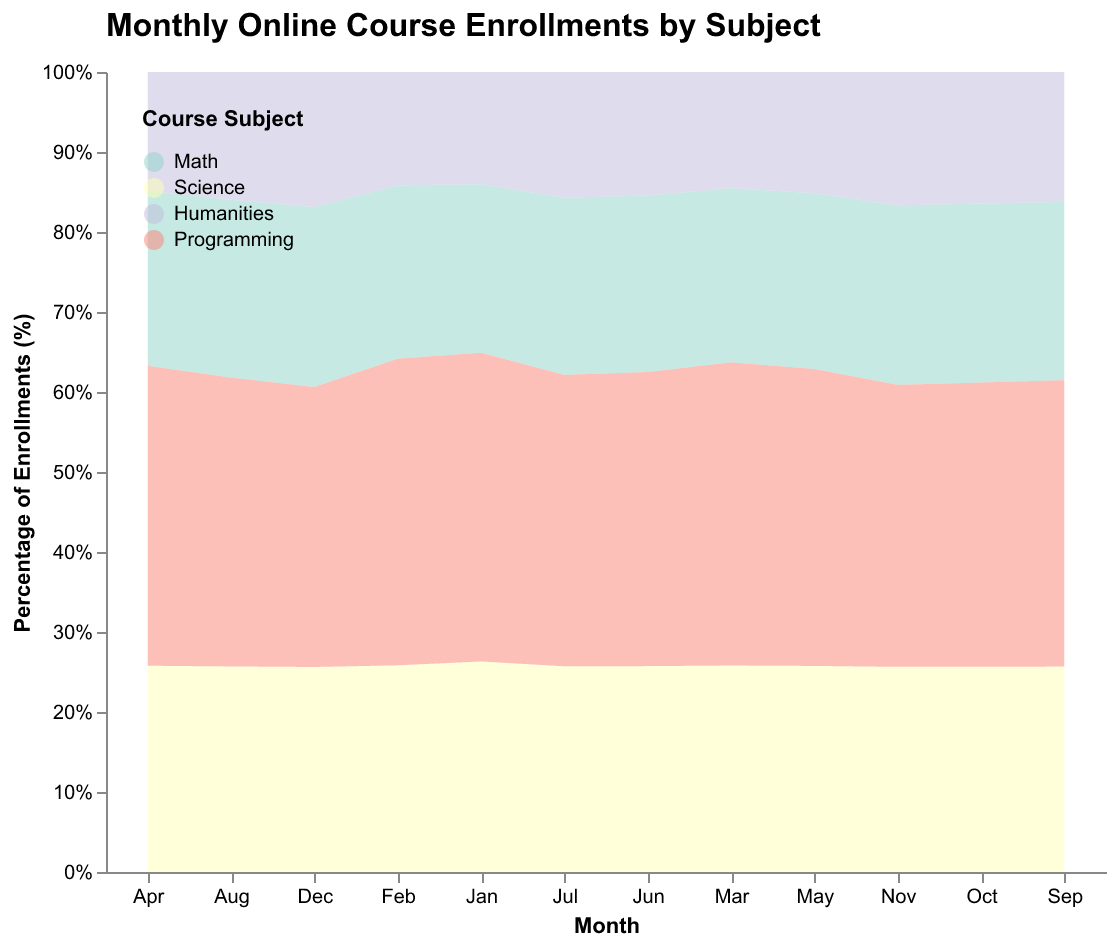 Monthly Online Course Enrollments by Subject
100%
90%
80%
70%
60%
50%
40%
30%
20%
10%
0%
Percentage of Enrollments (%)
Course Subject
Math
Science
Humanities
Programming
Apr Aug Dec Feb Jan Jul Jun Mar May Nov Oct Sep
Month